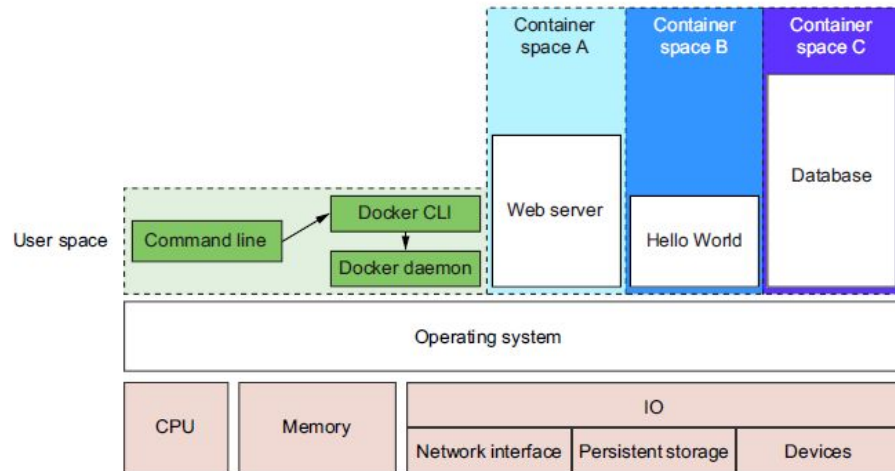 Container
space A
Container
space B
Container
space C
Database
Web server
Docker CLI
User space
Command line
Hello World
Docker daemon
Operating system
CPU
Memory
IO
Network interface
Persistent storage
Devices